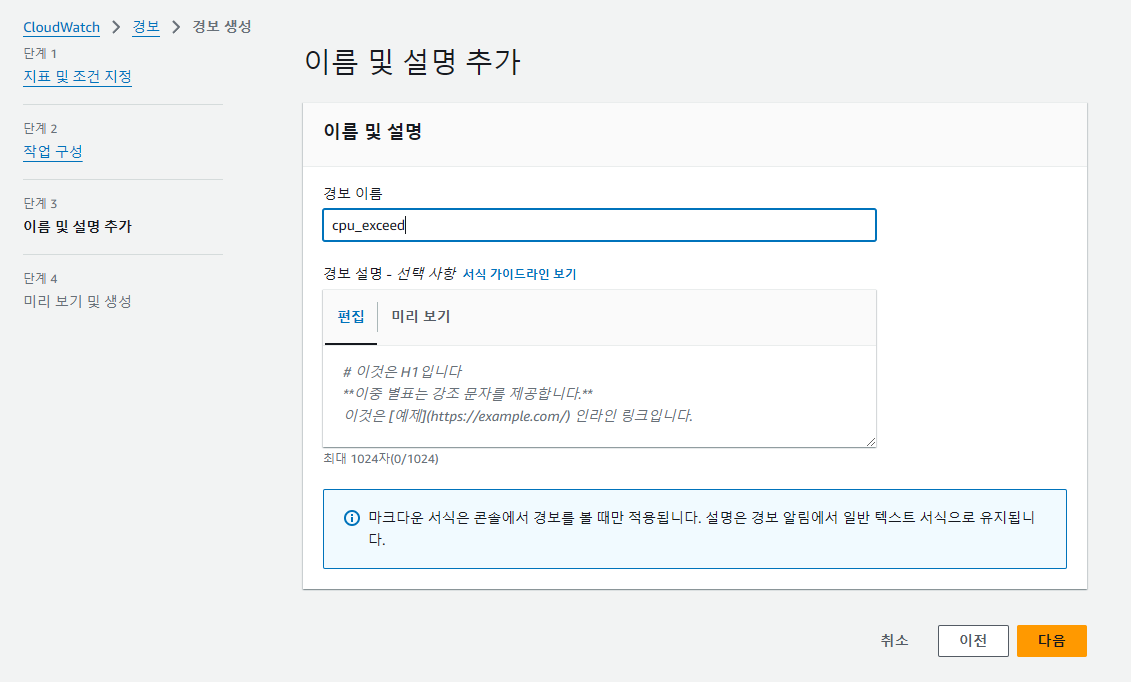 CloudWatch > 경보 > 경보 생성
단계 1
지표 및 조건 지정
단계 2
작업 구성
단계 3
이름 및 설명 추가
단계 4
미리 보기 및 생성
이름 및 설명 추가
이름 및 설명
경보 이름
cpu_exceed
경보 설명 - 선택 사항 서식 가이드라인 보기
편집 미리 보기
# 이것은 H1입니다
**이중 별표는 강조 문자를 제공합니다.**
이것은 [예제](https://example.com/) 인라인 링크입니다.
최대 1024자(0/1024)
마크다운 서식은 콘솔에서 경보를 볼 때만 적용됩니다. 설명은 경보 알림에서 일반 텍스트 서식으로 유지됩니
다.
취소 이전 다음